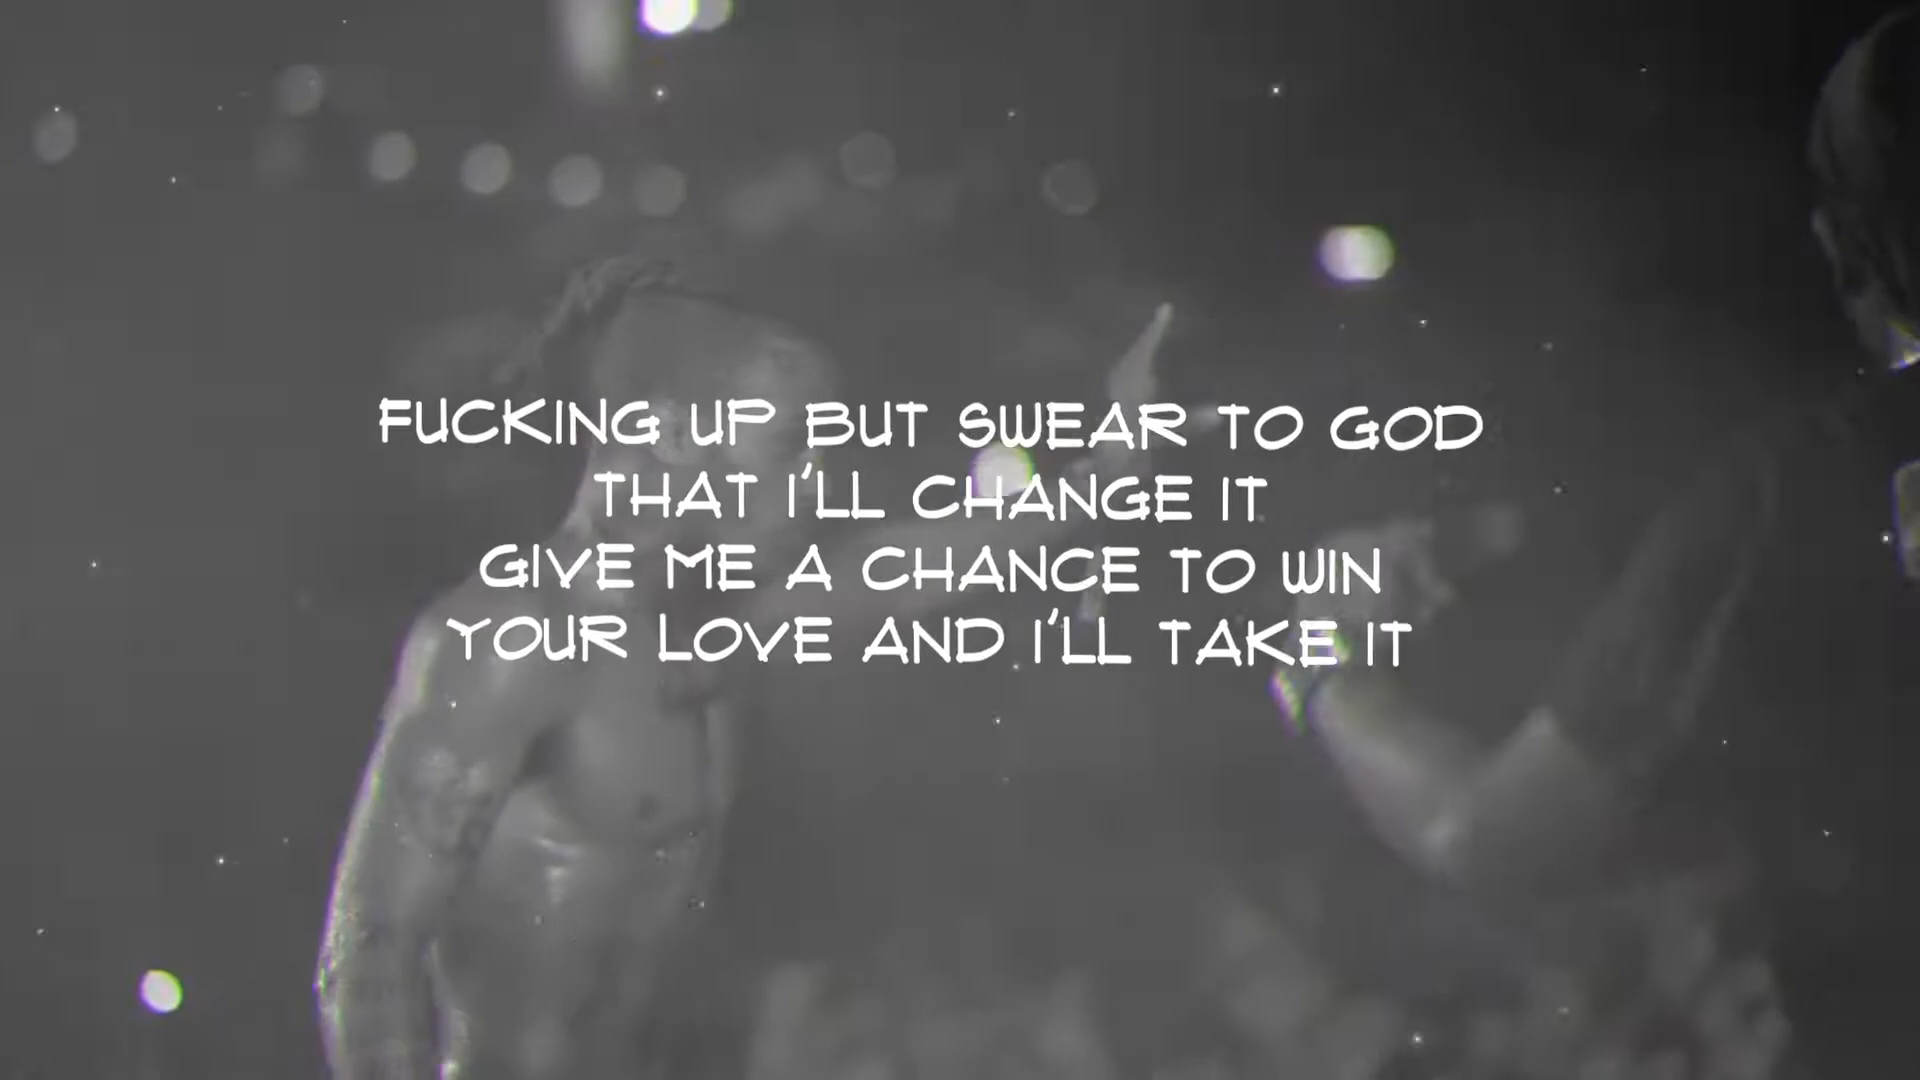 FUCKING UP BUT SWEAR TO GOD
THAT I'LL CHANGE IT
GIVE ME A CHANCE TO WIN
YOUR LOVE AND I'LL TAKE IT